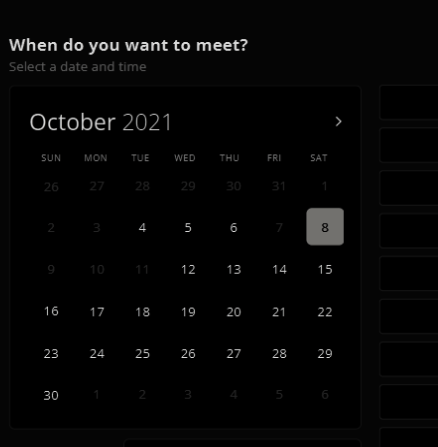 When do you want to meet?
Select a date and time
October 2021
SUN MON TUE WED THU FRI SAT
26 27 28 29 30 31 1
2 3 4 5 6 7 8
9 10 11 12 13 14 15
16 17 18 19 20 21 22
23 24 25 26 27 28 29
30 1 2 3 4 5 6